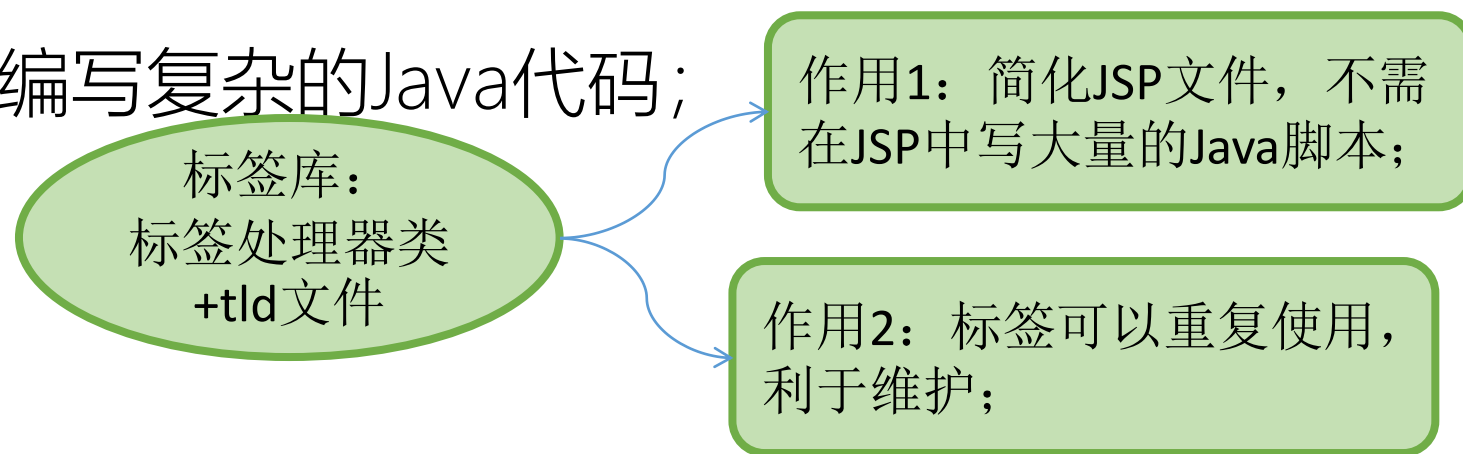 编写复杂的Java代码；
标签库：
标签处理器类
+tld文件
作用1：简化JSP文件，不需
在JSP中写大量的Java脚本；
作用2：标签可以重复使用，
利于维护；